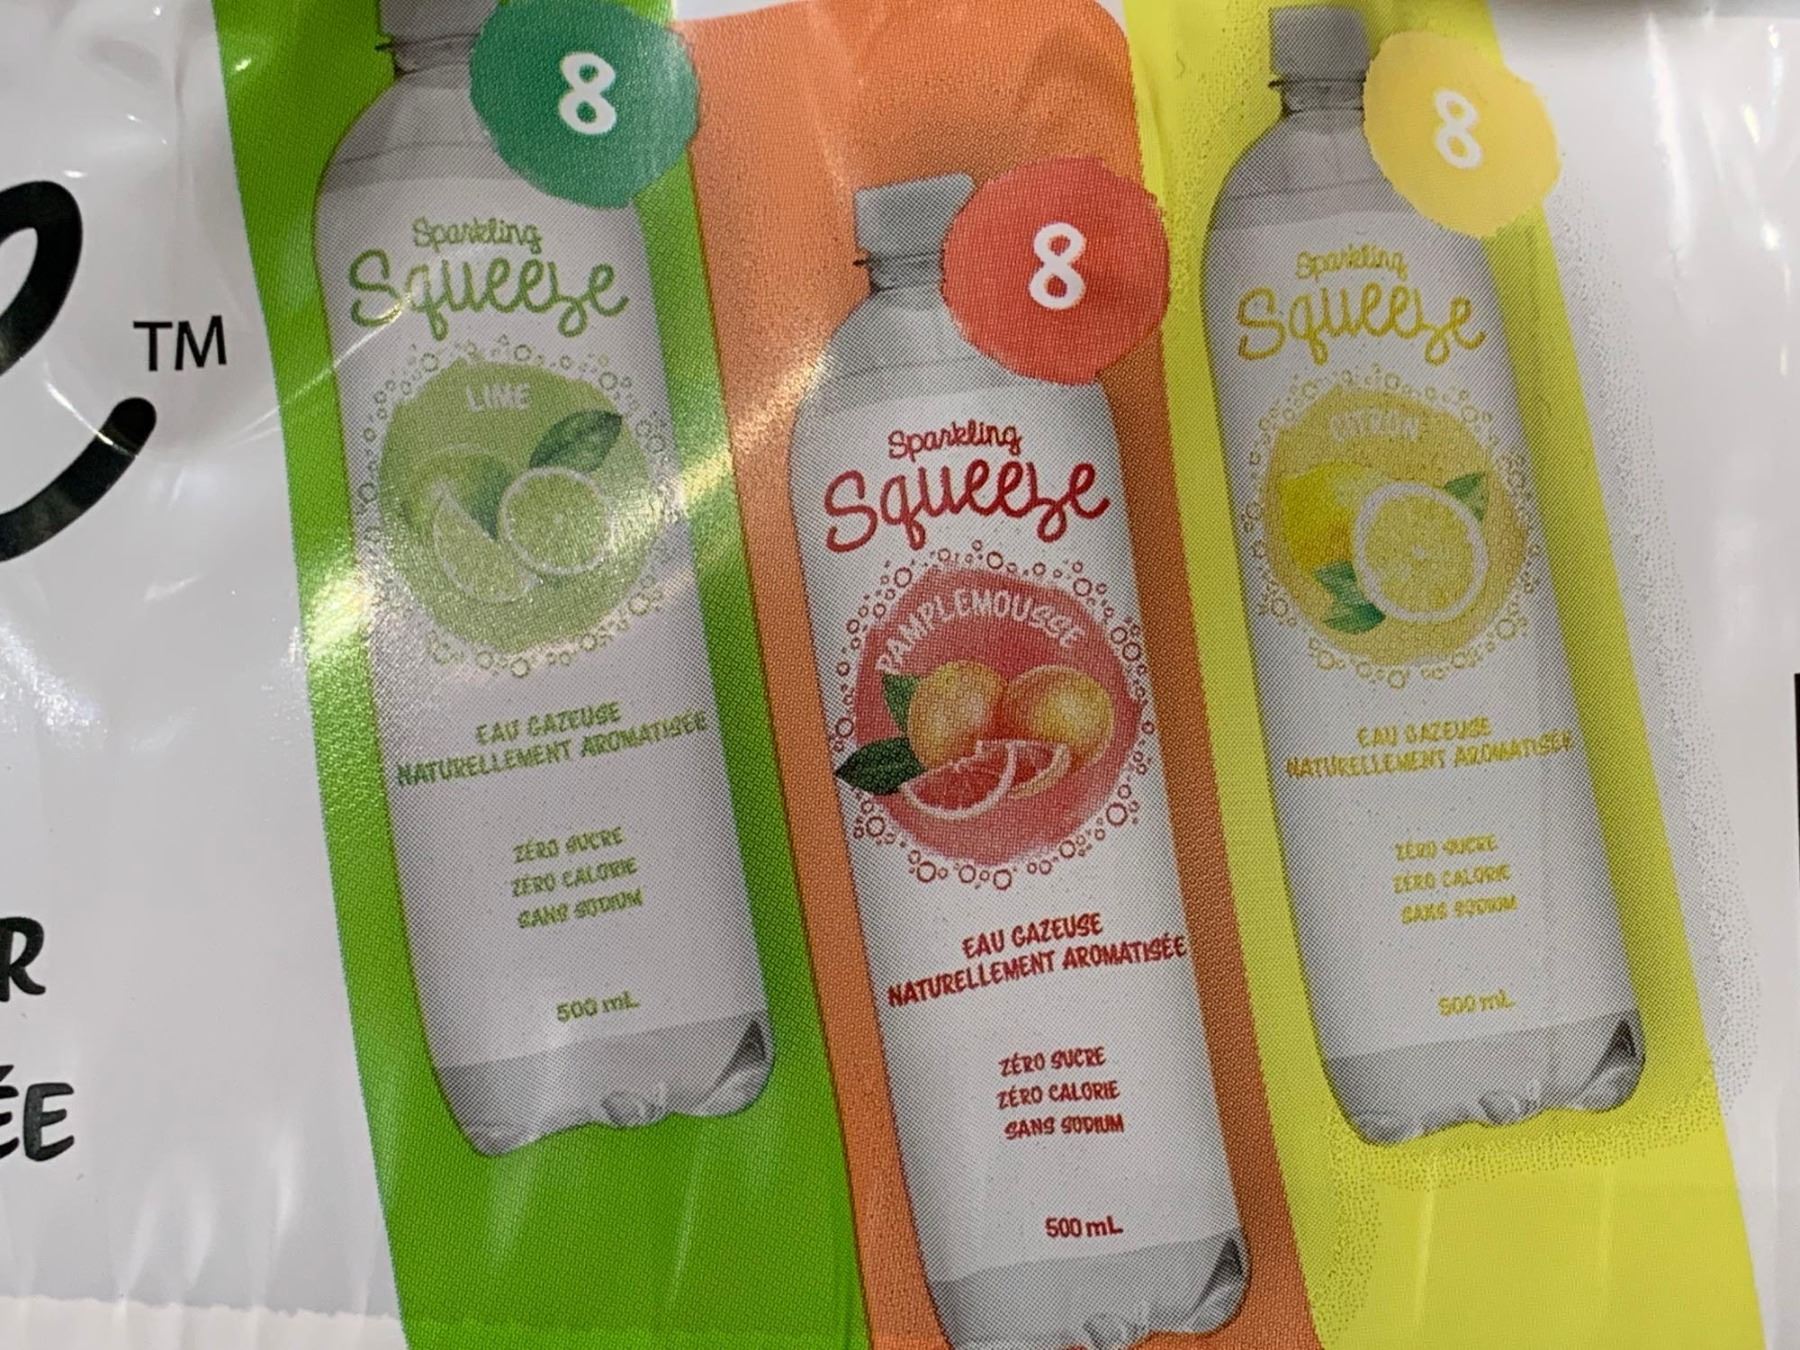 TM
R
ÉE
8
Sparkling
Squeeze
LIME
EAU GAZEUSE
NATURELLEMENT AROMATISÉE
ZÉRO SUCRE
ZÉRO CALORIE
SANS SODIUM
500 mL
8
Sparkling
Squeeze
PAMPLEMOUSSE
EAU GAZEUSE
NATURELLEMENT AROMATISÉE
ZÉRO SUCRE
ZÉRO CALORIE
SANS SODIUM
500 mL
8
Sparkling
Squeeze
CITRON
EAU GAZEUSE
NATURELLEMENT AROMATISÉE
ZÉRO SUCRE
ZÉRO CALORIE
SANS SODIUM
500 mL